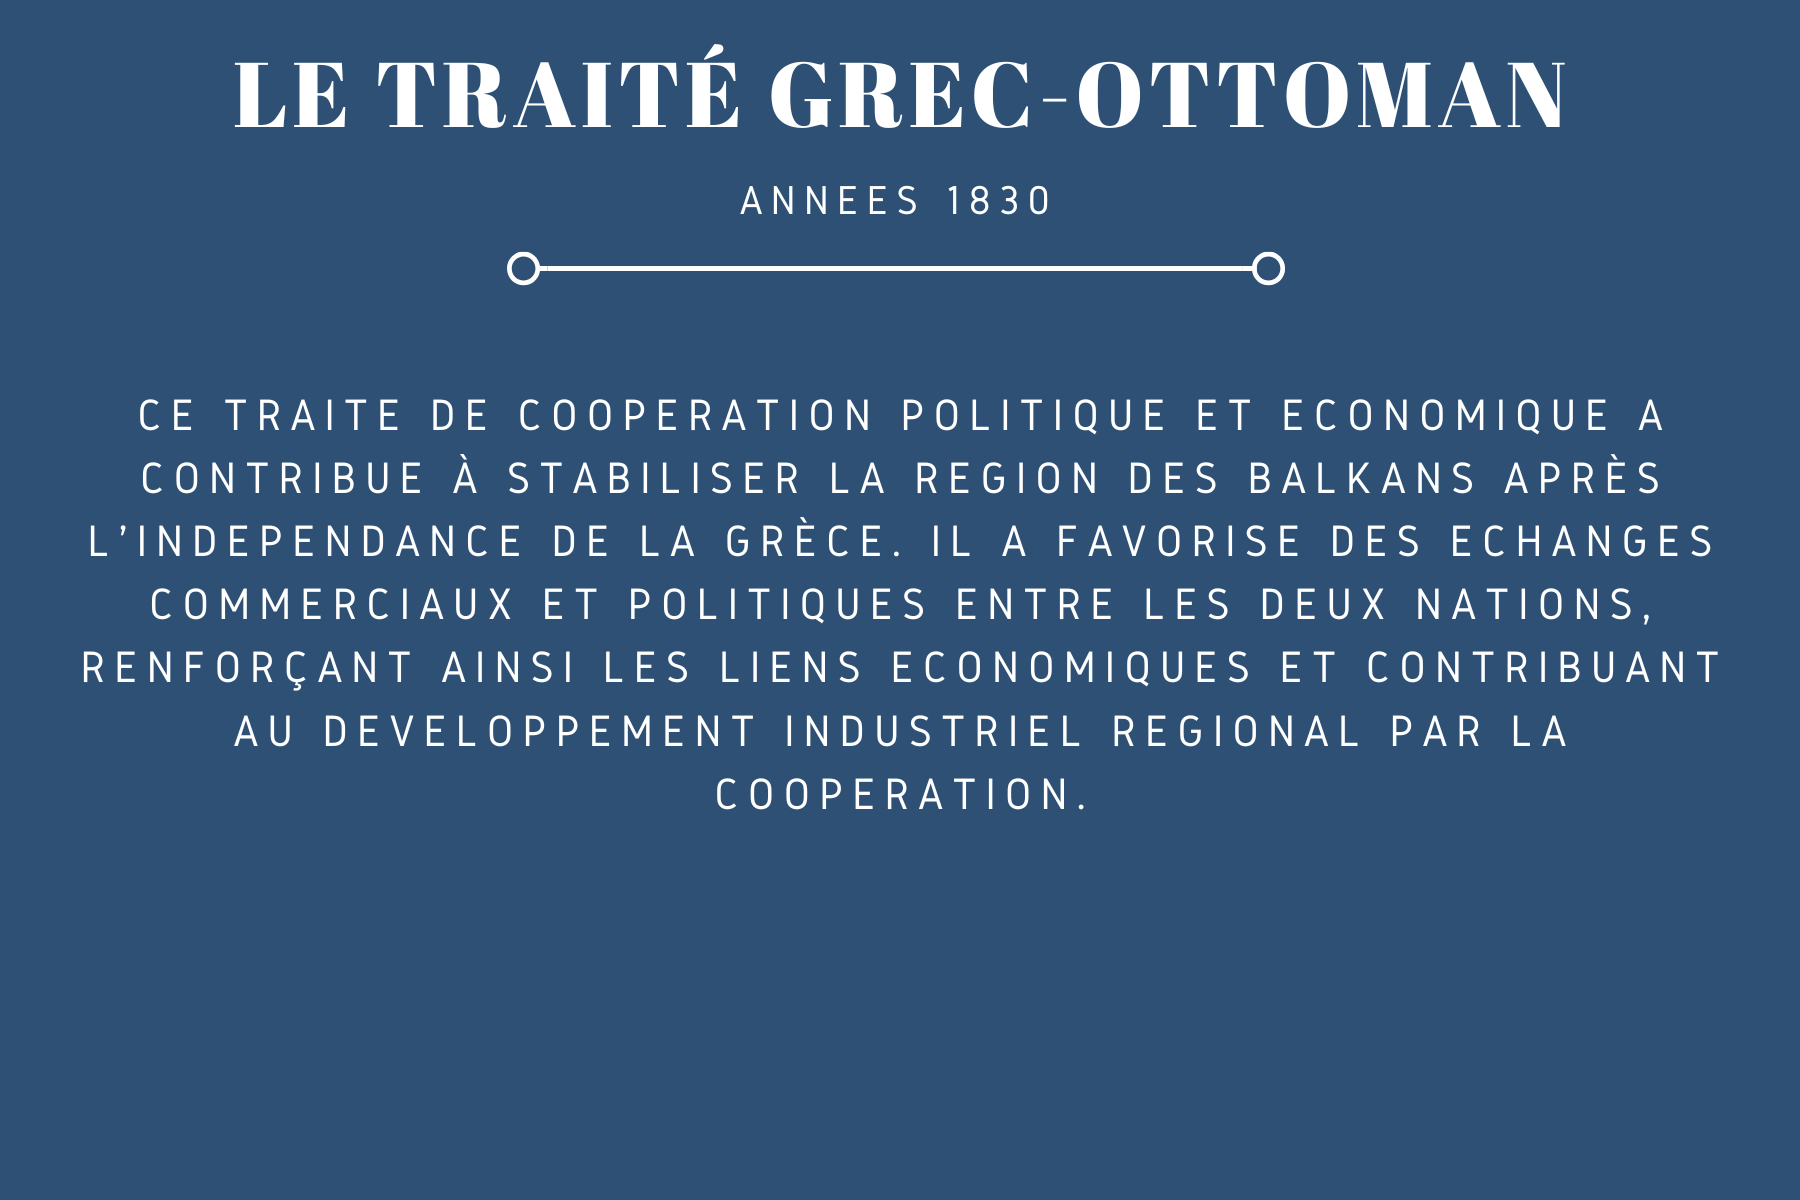 LE TRAITÉ GREC-OTTOMAN
ANNEES 1830
CE TRAITE DE COOPERATION POLITIQUE ET ECONOMIQUE A
CONTRIBUE À STABILISER LA REGION DES BALKANS APRÈS
L’INDEPENDANCE DE LA GRÈCE. IL A FAVORISE DES ECHANGES
COMMERCIAUX ET POLITIQUES ENTRE LES DEUX NATIONS,
RENFORÇANT AINSI LES LIENS ECONOMIQUES ET CONTRIBUANT
AU DEVELOPPEMENT INDUSTRIEL REGIONAL PAR LA
COOPERATION.